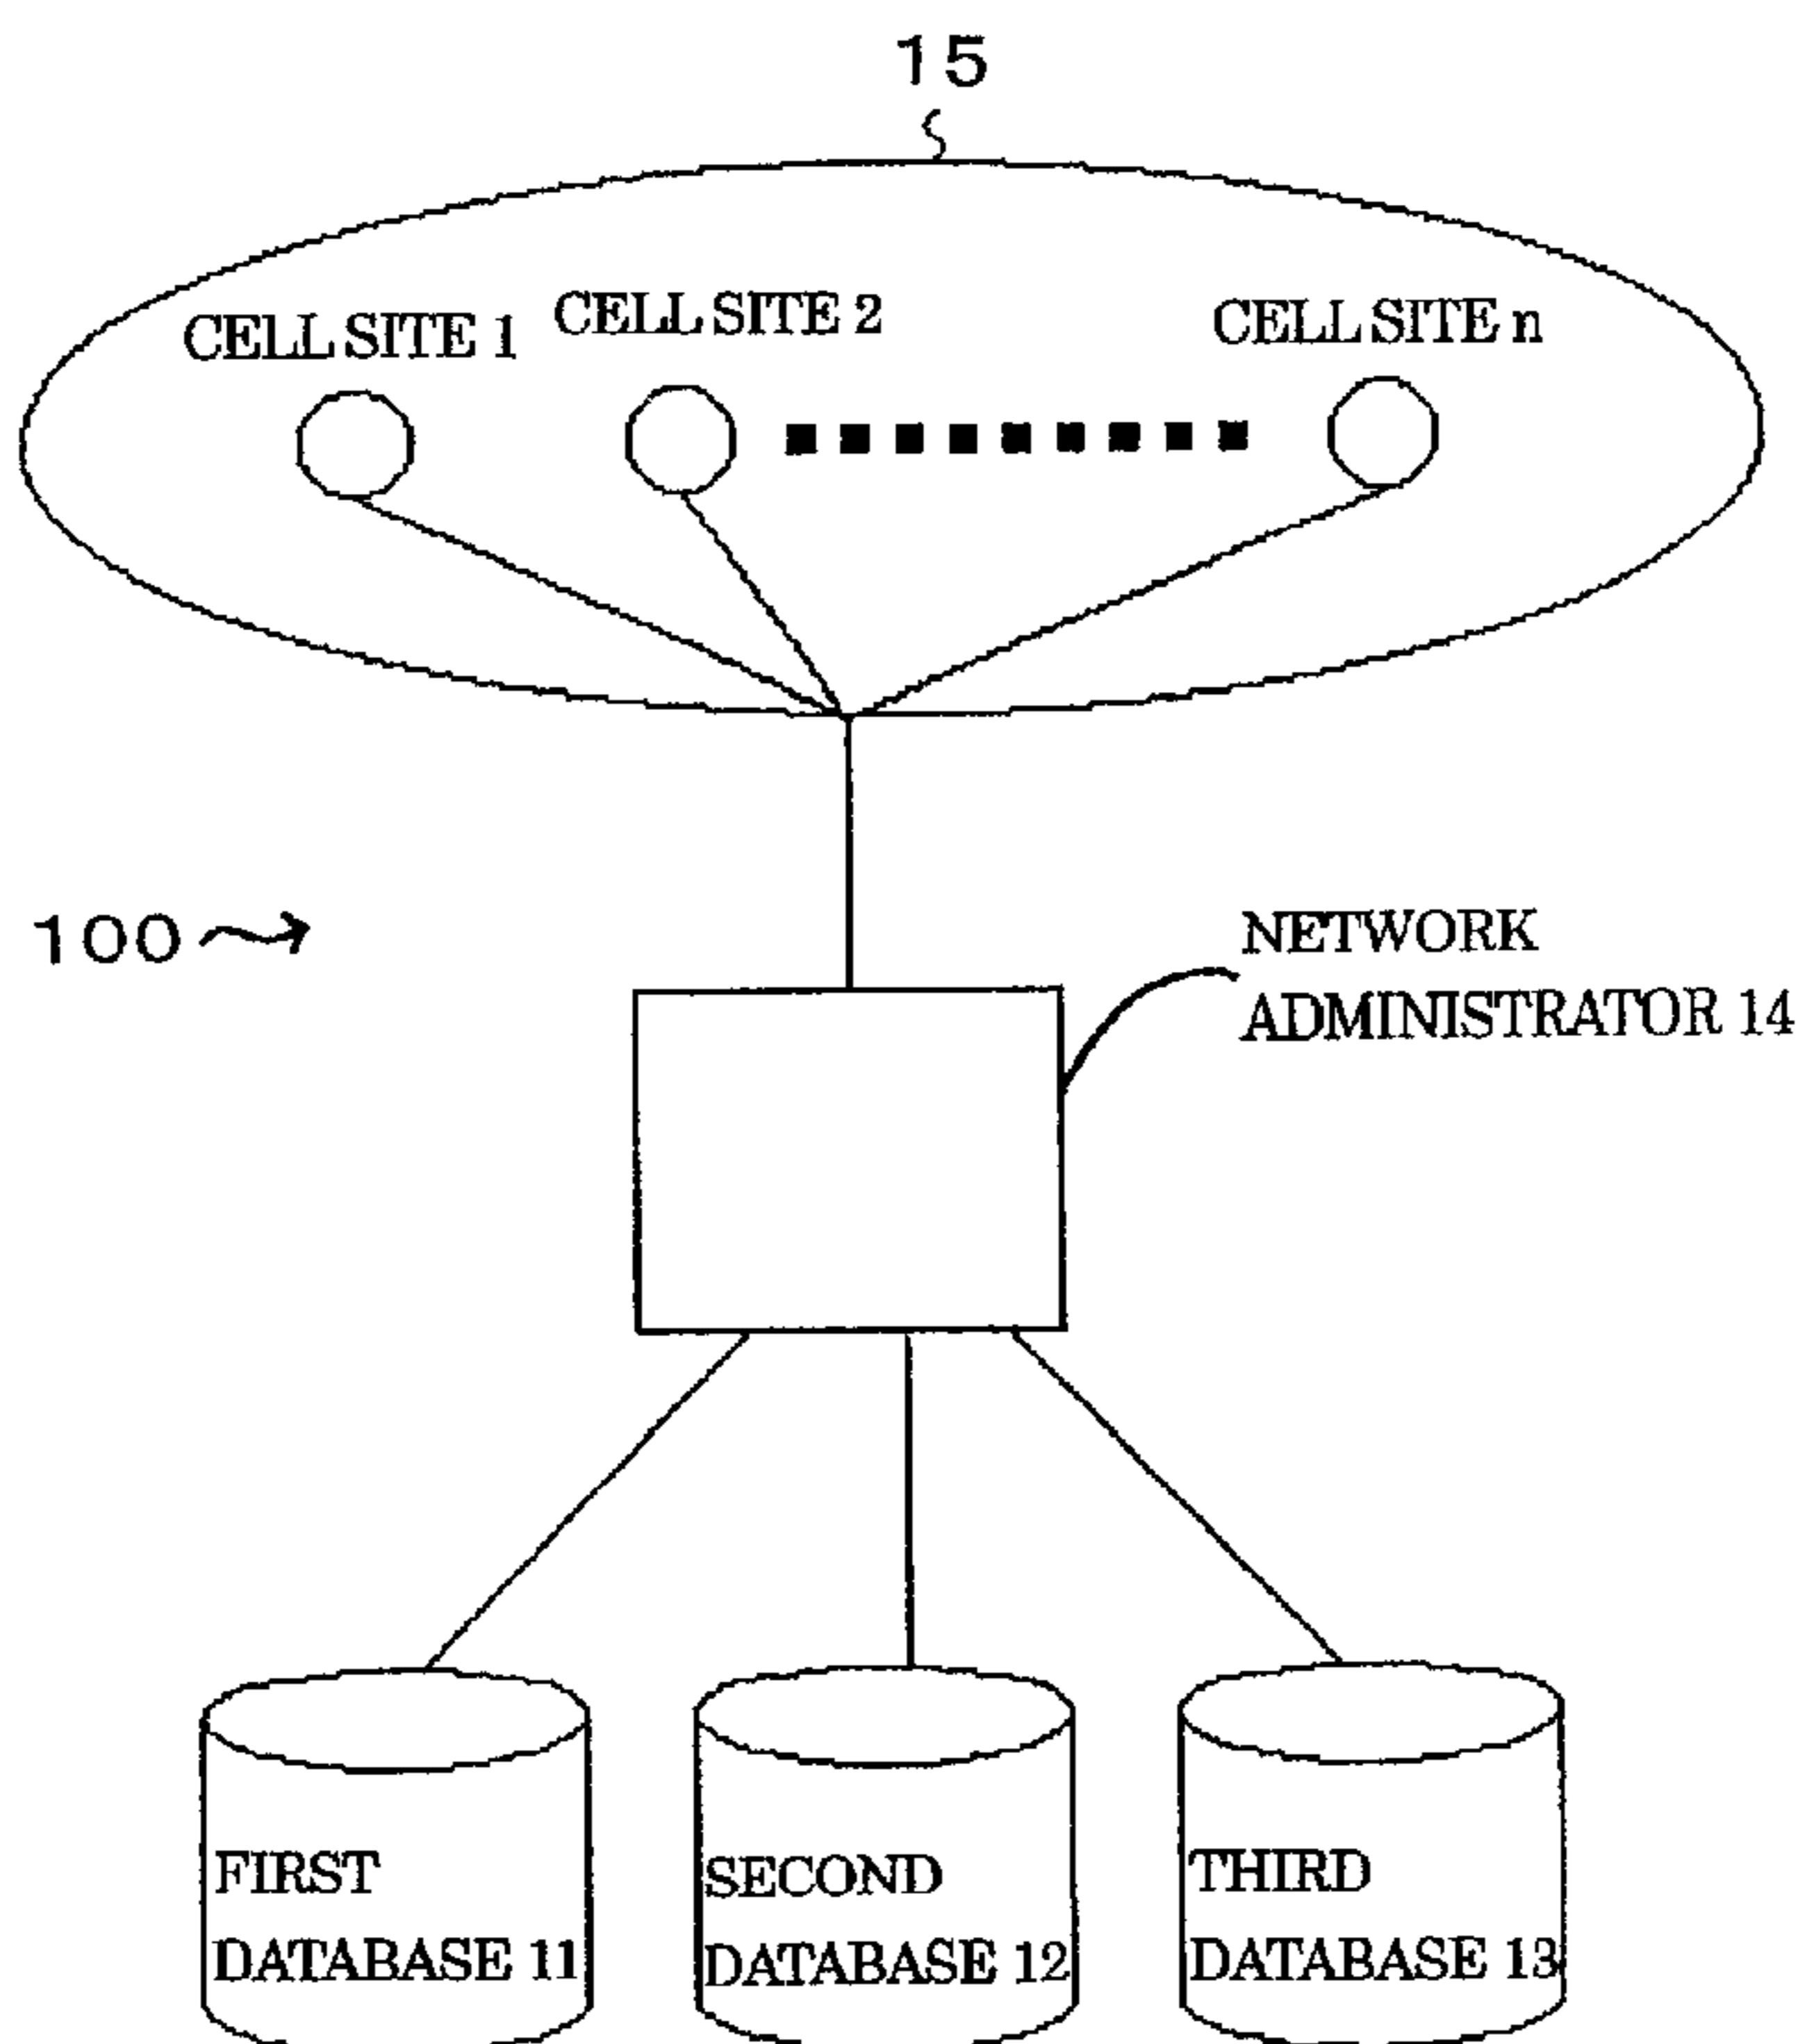 15
CELL SITE 1
CELL SITE 2
CELL SITE n
100
NETWORK
ADMINISTRATOR 14
FIRST
DATABASE 11
SECOND
DATABASE 12
THIRD
DATABASE 13